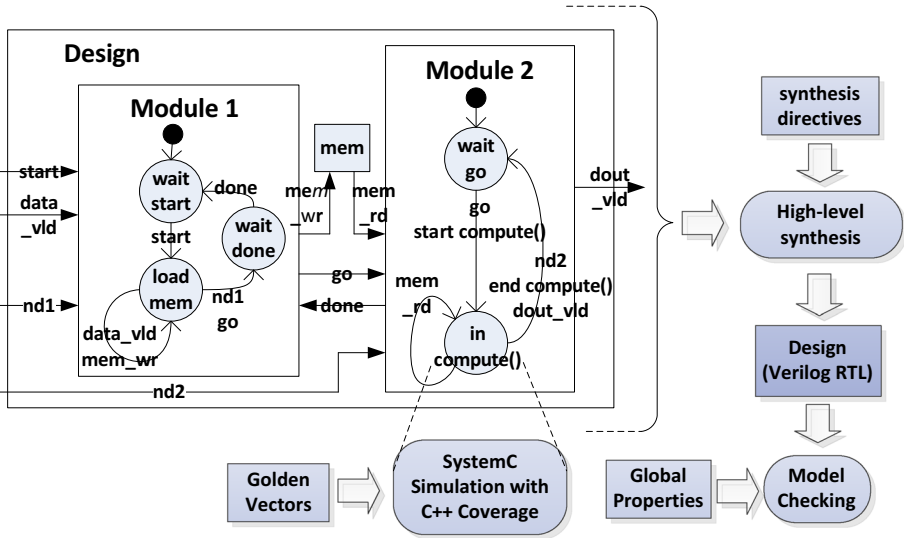 Design
Module 1
wait
start
done
wait
done
start
load
mem
nd1
go
data_vld
mem_wr
start
data
_vld
nd1
nd2
mem
mem
_wr
mem
_rd
go
done
Module 2
wait
go
go
start compute()
nd2
end compute()
dout_vld
mem
_rd
in
compute()
dout
_vld
synthesis
directives
High-level
synthesis
Design
(Verilog RTL)
Golden
Vectors
SystemC
Simulation with
C++ Coverage
Global
Properties
Model
Checking